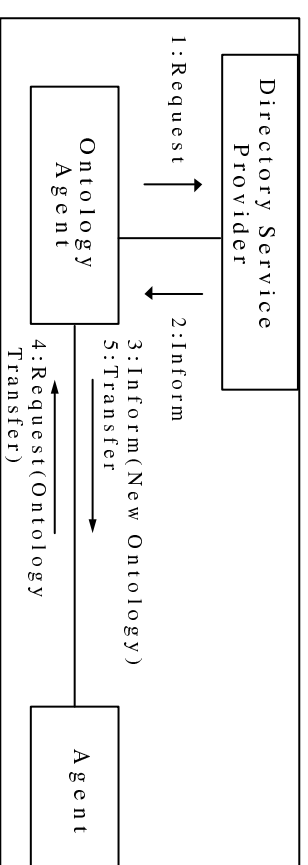 Directory Service
Provider
1:Request
2:Inform
Ontology
Agent
3:Inform(New Ontology)
5:Transfer
4:Request(Ontology
Transfer)
Agent